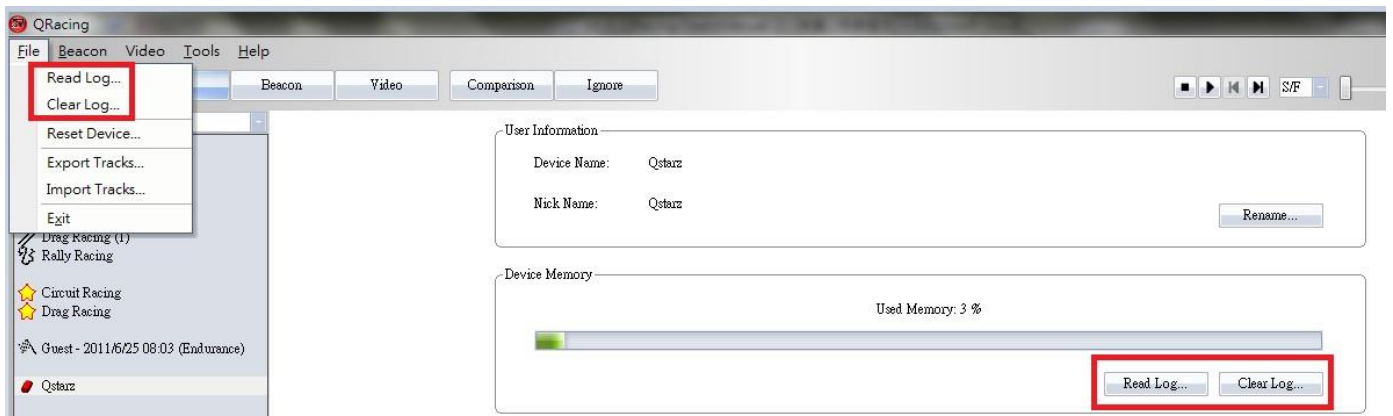 QRacing
File Beacon Video Tools Help
Read Log...
Clear Log...
Reset Device...
Export Tracks...
Import Tracks...
Exit
Beacon Video Comparison Ignore S/F
Drag Racing (1)
Rally Racing
Circuit Racing
Drag Racing
Guest - 2011/6/25 08:03 (Endurance)
Qstarz
User Information
Device Name: Qstarz
Nick Name: Qstarz
Rename...
Device Memory
Used Memory: 3 %
Read Log... Clear Log...